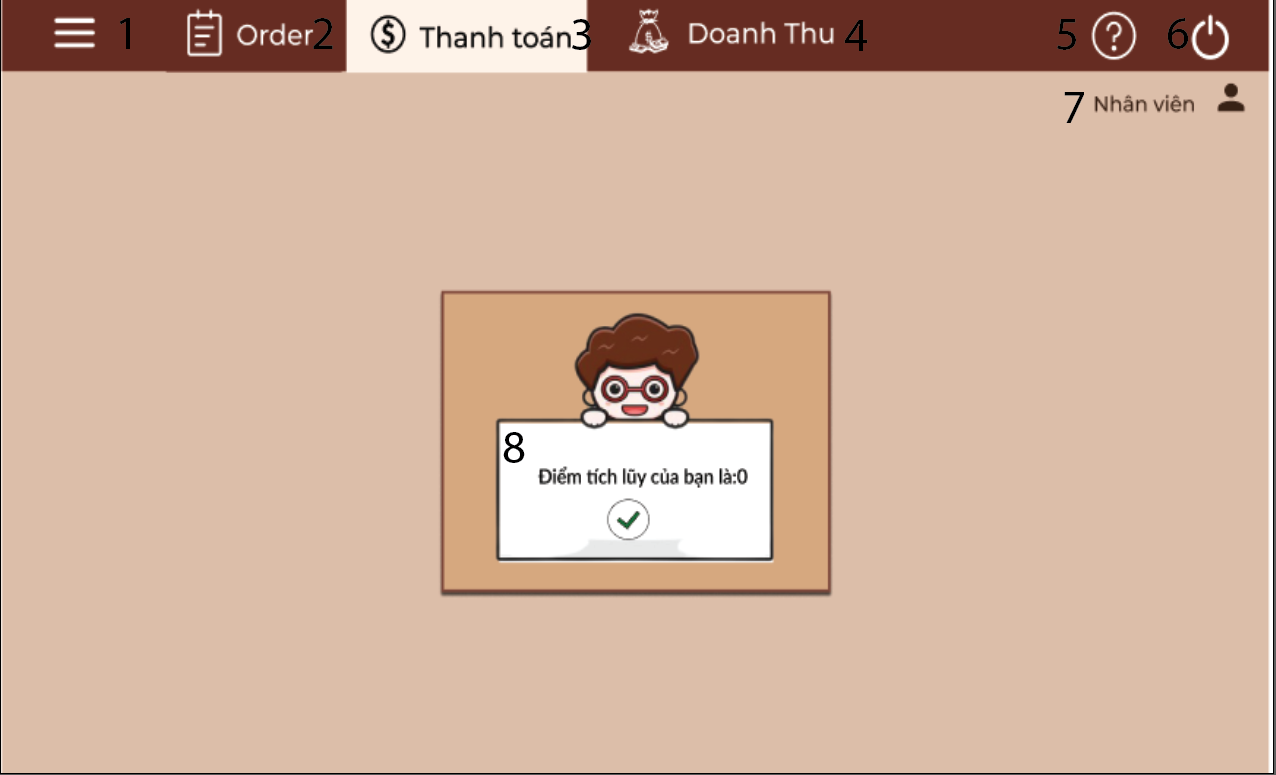 1 Order2 Thanh toán3 Doanh Thu 4 5 ? 6
7 Nhân viên
8
Điểm tích lũy của bạn là:0